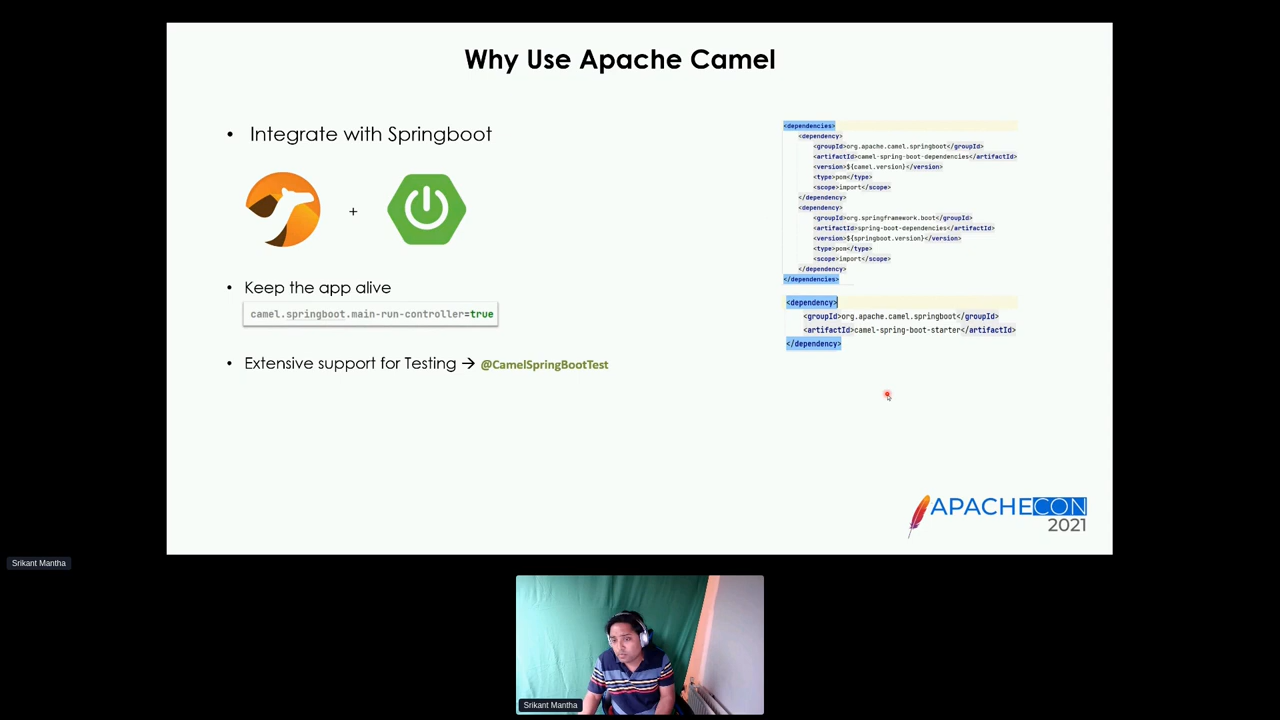 Why Use Apache Camel
• Integrate with Springboot
+
• Keep the app alive
camel.springboot.main-run-controller=true
• Extensive support for Testing → @CamelSpringBootTest
<dependencies>
<dependency>
<groupId>org.apache.camel.springboot</groupId>
<artifactId>camel-spring-boot-dependencies</artifactId>
<version>${camel.version}</version>
<type>pom</type>
<scope>import</scope>
</dependency>
<dependency>
<groupId>org.springframework.boot</groupId>
<artifactId>spring-boot-dependencies</artifactId>
<version>${springboot.version}</version>
<type>pom</type>
<scope>import</scope>
</dependency>
</dependencies>
<dependency>
<groupId>org.apache.camel.springboot</groupId>
<artifactId>camel-spring-boot-starter</artifactId>
</dependency>
APACHECON
2021
Srikant Mantha
Srikant Mantha